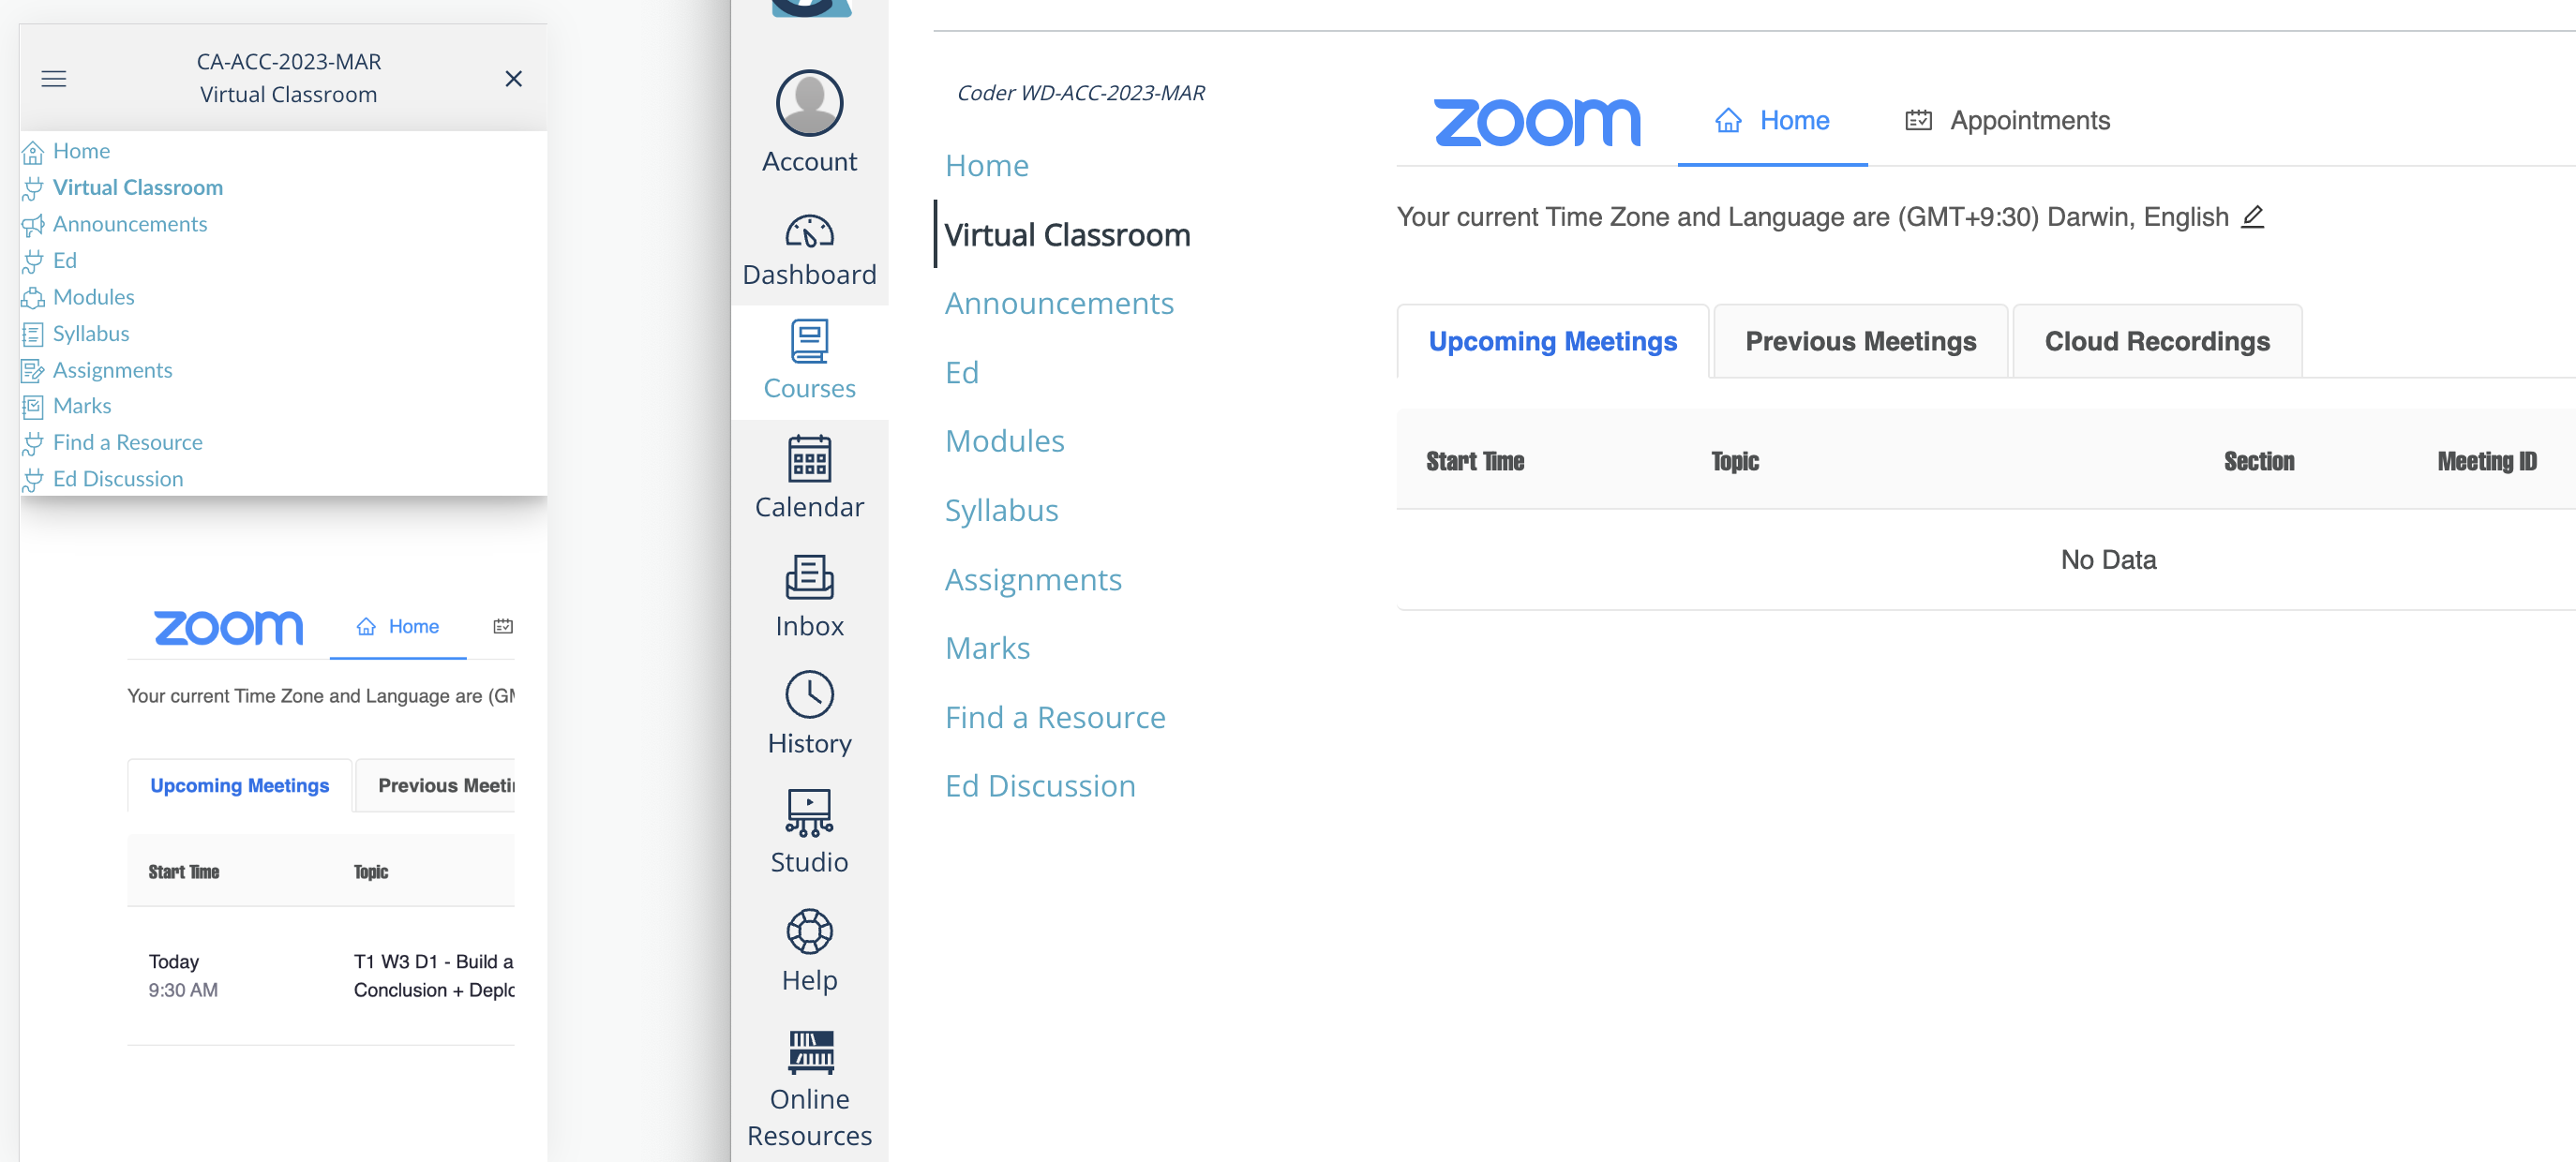 CA-ACC-2023-MAR
Virtual Classroom
Home
Virtual Classroom
Announcements
Ed
Modules
Syllabus
Assignments
Marks
Find a Resource
Ed Discussion
zoom
Home
Your current Time Zone and Language are (GM
Upcoming Meetings
Previous Meetin
Start Time
Topic
Today
9:30 AM
T1 W3 D1 - Build a
Conclusion + Deplo
Account
Dashboard
Courses
Calendar
Inbox
History
Studio
Help
Online
Resources
Coder WD-ACC-2023-MAR
Home
Virtual Classroom
Announcements
Ed
Modules
Syllabus
Assignments
Marks
Find a Resource
Ed Discussion
zoom
Home
Appointments
Your current Time Zone and Language are (GMT+9:30) Darwin, English
Upcoming Meetings
Previous Meetings
Cloud Recordings
Start Time
Topic
Section
Meeting ID
No Data